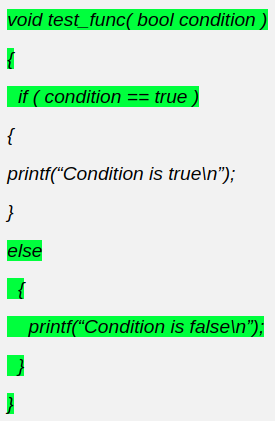 void test_func( bool condition )
{
if ( condition == true )
{
printf(“Condition is true\n”);
}
else
{
printf(“Condition is false\n”);
}
}